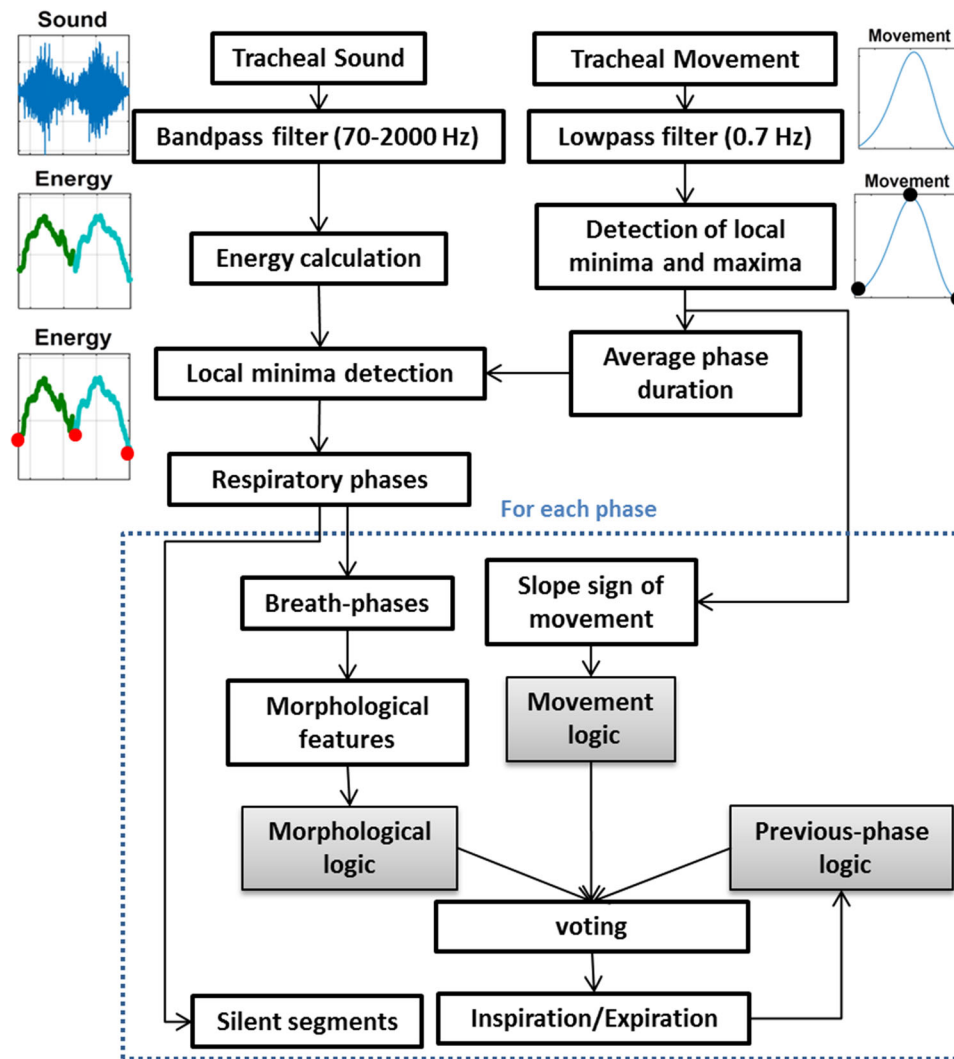 Sound
Tracheal Sound
Tracheal Movement
Movement
Bandpass filter (70-2000 Hz)
Lowpass filter (0.7 Hz)
Energy
Movement
Energy calculation
Detection of local
minima and maxima
Energy
Local minima detection
Average phase
duration
Respiratory phases
For each phase
Breath-phases
Slope sign of
movement
Morphological
features
Movement
logic
Morphological
logic
Previous-phase
logic
voting
Silent segments
Inspiration/Expiration